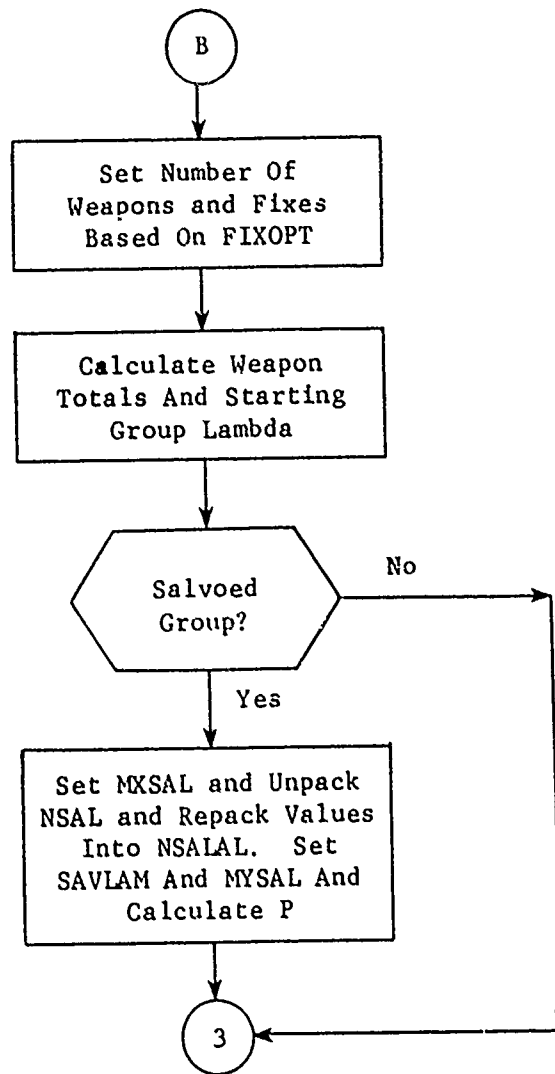 B
Set Number Of
Weapons and Fixes
Based On FIXOPT
Calculate Weapon
Totals And Starting
Group Lambda
Salvoed
Group?
No
Yes
Set MXSAL and Unpack
NSAL and Repack Values
Into NSALAL. Set
SAVLAM And MYSAL And
Calculate P
3